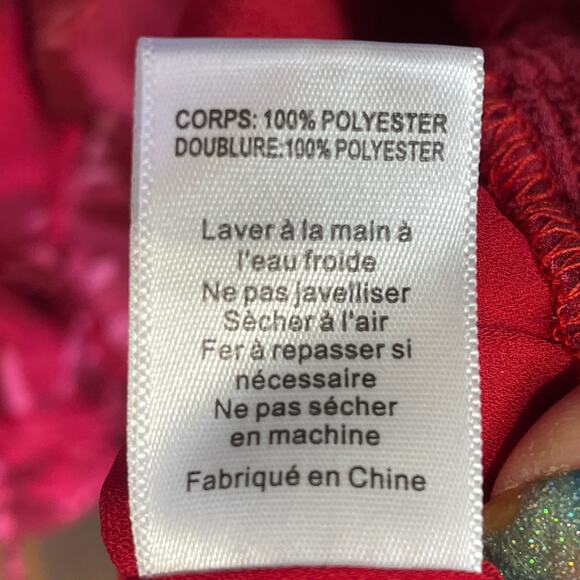 CORPS: 100% POLYESTER
DOUBLURE:100% POLYESTER
Laver à la main à
l'eau froide
Ne pas javelliser
Sècher à l'air
Fer à repasser si
nécessaire
Ne pas sécher
en machine
Fabriqué en Chine